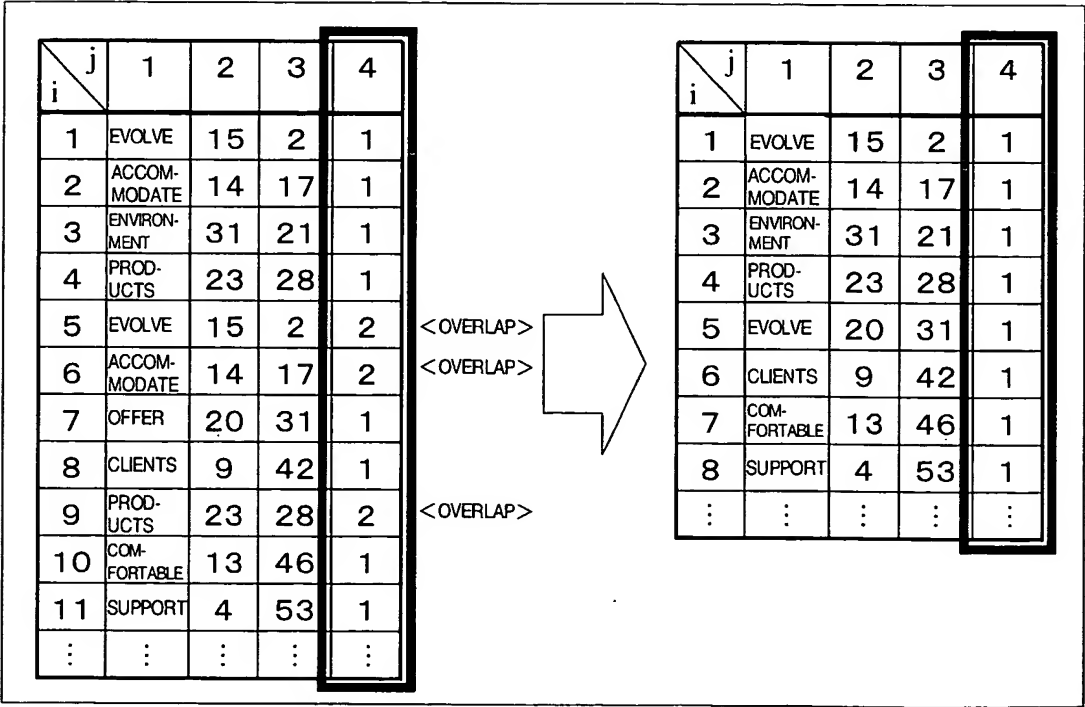 j 1 2 3 4
i
1 EVOLVE 15 2 1
2 ACCOM-
MODATE 14 17 1
3 ENVIRON-
MENT 31 21 1
4 PROD-
UCTS 23 28 1
5 EVOLVE 15 2 2 <OVERLAP>
6 ACCOM-
MODATE 14 17 2 <OVERLAP>
7 OFFER 20 31 1
8 CLIENTS 9 42 1
9 PROD-
UCTS 23 28 2 <OVERLAP>
10 COM-
FORTABLE 13 46 1
11 SUPPORT 4 53 1
⋮ ⋮ ⋮ ⋮ ⋮
j 1 2 3 4
i
1 EVOLVE 15 2 1
2 ACCOM-
MODATE 14 17 1
3 ENVIRON-
MENT 31 21 1
4 PROD-
UCTS 23 28 1
5 EVOLVE 20 31 1
6 CLIENTS 9 42 1
7 COM-
FORTABLE 13 46 1
8 SUPPORT 4 53 1
⋮ ⋮ ⋮ ⋮ ⋮